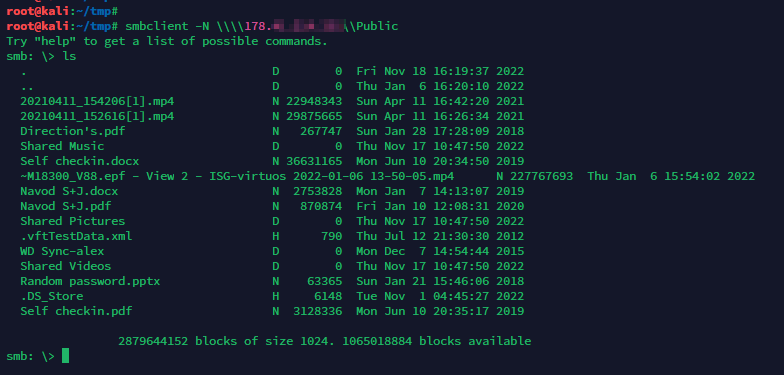 root@kali:~/tmp#
root@kali:~/tmp# smbclient -N \\\\178. \\Public
Try "help" to get a list of possible commands.
smb: \> ls
. D 0 Fri Nov 18 16:19:37 2022
.. D 0 Thu Jan 6 16:20:10 2022
20210411_154206[1].mp4 N 22948343 Sun Apr 11 16:42:20 2021
20210411_152616[1].mp4 N 29875665 Sun Apr 11 16:26:34 2021
Direction's.pdf N 267747 Sun Jan 28 17:28:09 2018
Shared Music D 0 Thu Nov 17 10:47:50 2022
Self checkin.docx N 36631165 Mon Jun 10 20:34:50 2019
~M18300_V88.epf - View 2 - ISG-virtuos 2022-01-06 13-50-05.mp4 N 227767693 Thu Jan 6 15:54:02 2022
Navod S+J.docx N 2753828 Mon Jan 7 14:13:07 2019
Navod S+J.pdf N 870874 Fri Jan 10 12:08:31 2020
Shared Pictures D 0 Thu Nov 17 10:47:50 2022
.vftTestData.xml H 790 Thu Jul 12 21:30:30 2012
WD Sync-alex D 0 Mon Dec 7 14:54:44 2015
Shared Videos D 0 Thu Nov 17 10:47:50 2022
Random password.pptx N 63365 Sun Jan 21 15:46:06 2018
.DS_Store H 6148 Tue Nov 1 04:45:27 2022
Self checkin.pdf N 3128336 Mon Jun 10 20:35:17 2019
2879644152 blocks of size 1024. 1065018884 blocks available
smb: \>